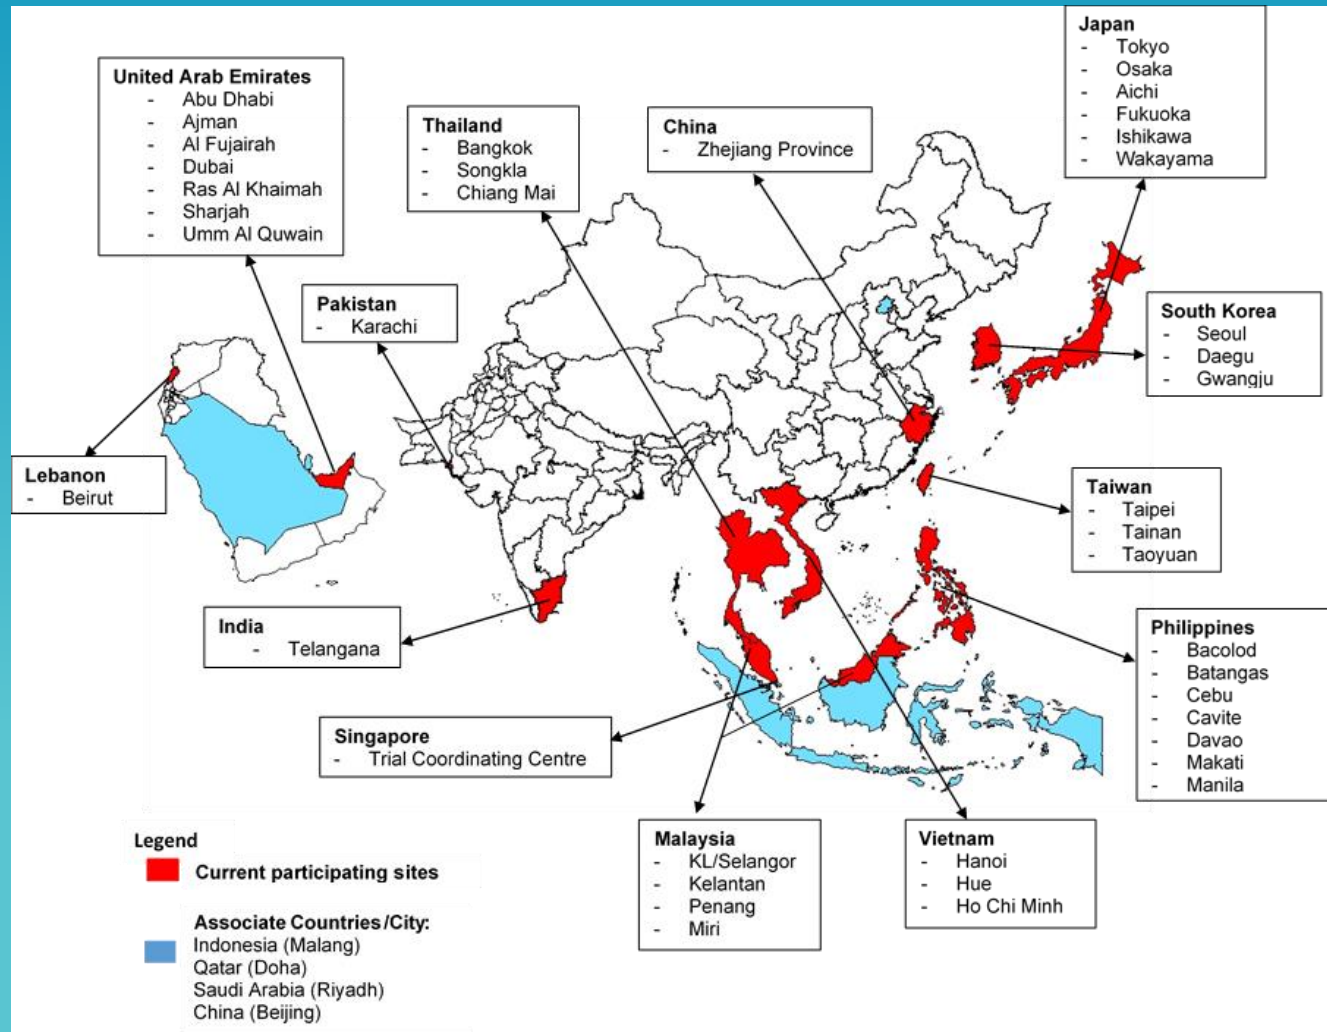 Japan
- Tokyo
- Osaka
- Aichi
- Fukuoka
- Ishikawa
- Wakayama
United Arab Emirates
- Abu Dhabi
- Ajman
- Al Fujairah
- Dubai
- Ras Al Khaimah
- Sharjah
- Umm Al Quwain
Thailand
- Bangkok
- Songkla
- Chiang Mai
China
- Zhejiang Province
Pakistan
- Karachi
South Korea
- Seoul
- Daegu
- Gwangju
Lebanon
- Beirut
Taiwan
- Taipei
- Tainan
- Taoyuan
India
- Telangana
Philippines
- Bacolod
- Batangas
- Cebu
- Cavite
- Davao
- Makati
- Manila
Singapore
- Trial Coordinating Centre
Malaysia
- KL/Selangor
- Kelantan
- Penang
- Miri
Vietnam
- Hanoi
- Hue
- Ho Chi Minh
Legend
Current participating sites
Associate Countries/City:
Indonesia (Malang)
Qatar (Doha)
Saudi Arabia (Riyadh)
China (Beijing)